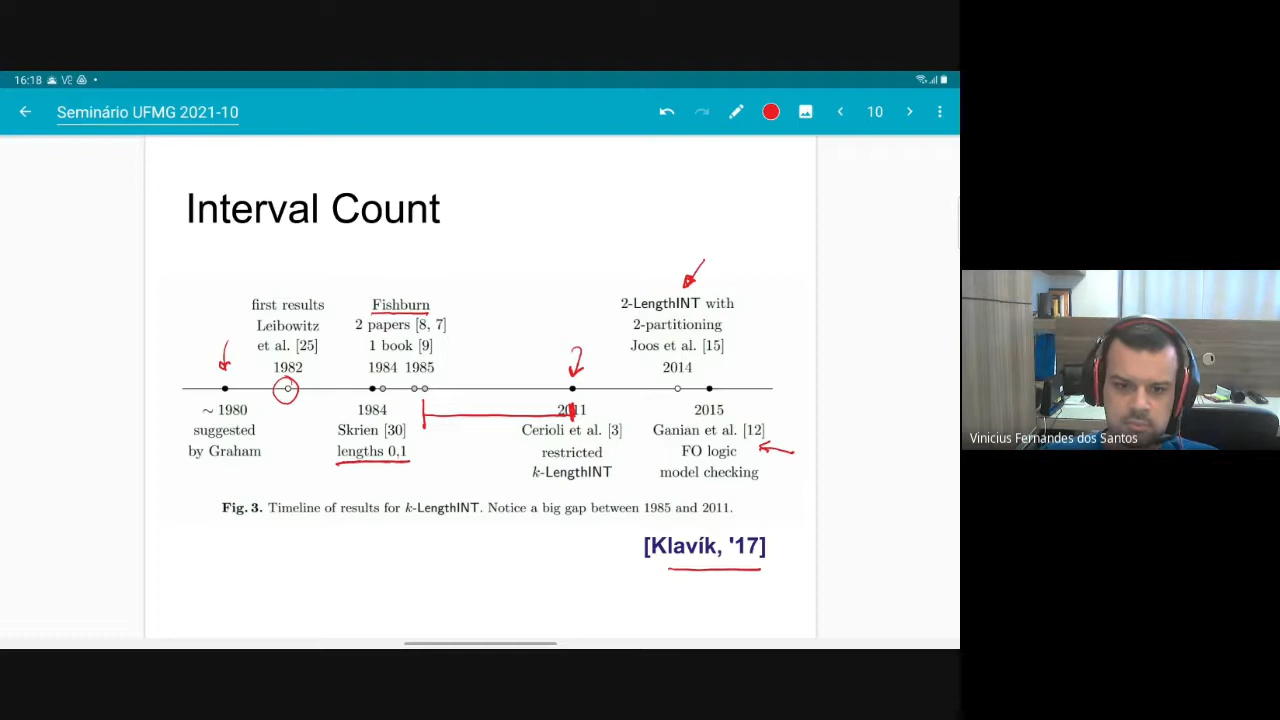 16:18
Seminário UFMG 2021-10
10
Interval Count
first results
Leibowitz
et al. [25]
1982
Fishburn
2 papers [8, 7]
1 book [9]
1984 1985
2-LengthINT with
2-partitioning
Joos et al. [15]
2014
∼ 1980
suggested
by Graham
1984
Skrien [30]
lengths 0,1
2011
Cerioli et al. [3]
restricted
k-LengthINT
2015
Ganian et al. [12]
FO logic
model checking
Fig. 3. Timeline of results for k-LengthINT. Notice a big gap between 1985 and 2011.
[Klavík, '17]
Vinicius Fernandes dos Santos